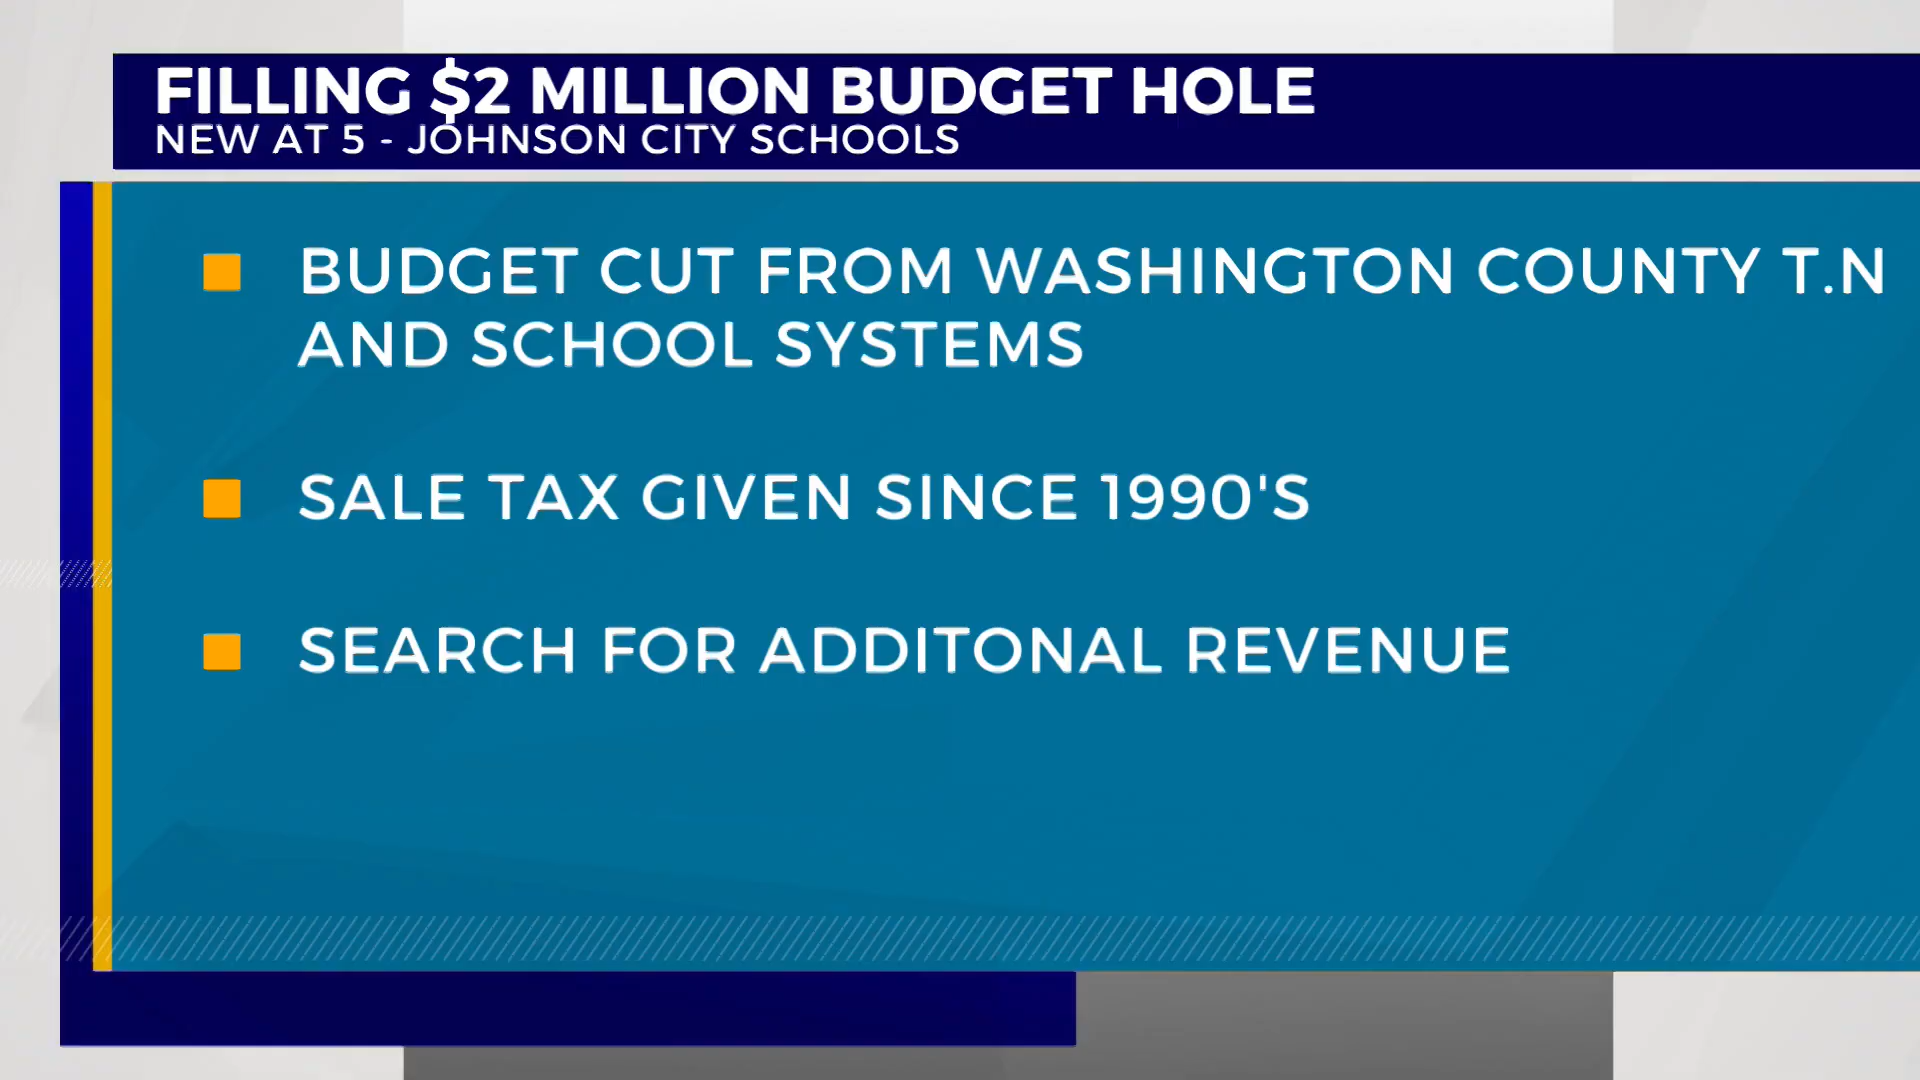 FILLING $2 MILLION BUDGET HOLE
NEW AT 5 - JOHNSON CITY SCHOOLS
BUDGET CUT FROM WASHINGTON COUNTY T.N
AND SCHOOL SYSTEMS
SALE TAX GIVEN SINCE 1990'S
SEARCH FOR ADDITONAL REVENUE